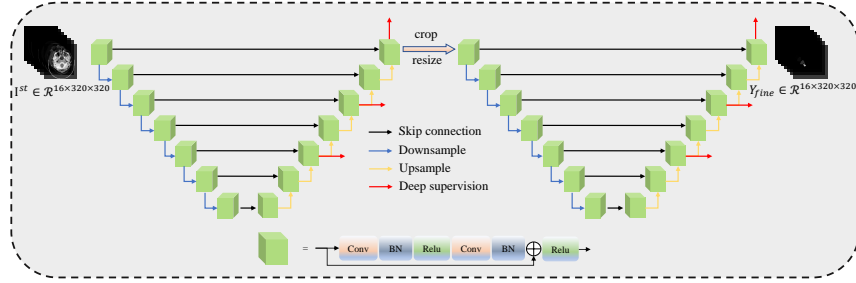 crop
resize
I^{st} ∈ ℛ^{16×320×320}
Y_{fine} ∈ ℛ^{16×320×320}
Skip connection
Downsample
Upsample
Deep supervision
= Conv BN Relu Conv BN Relu